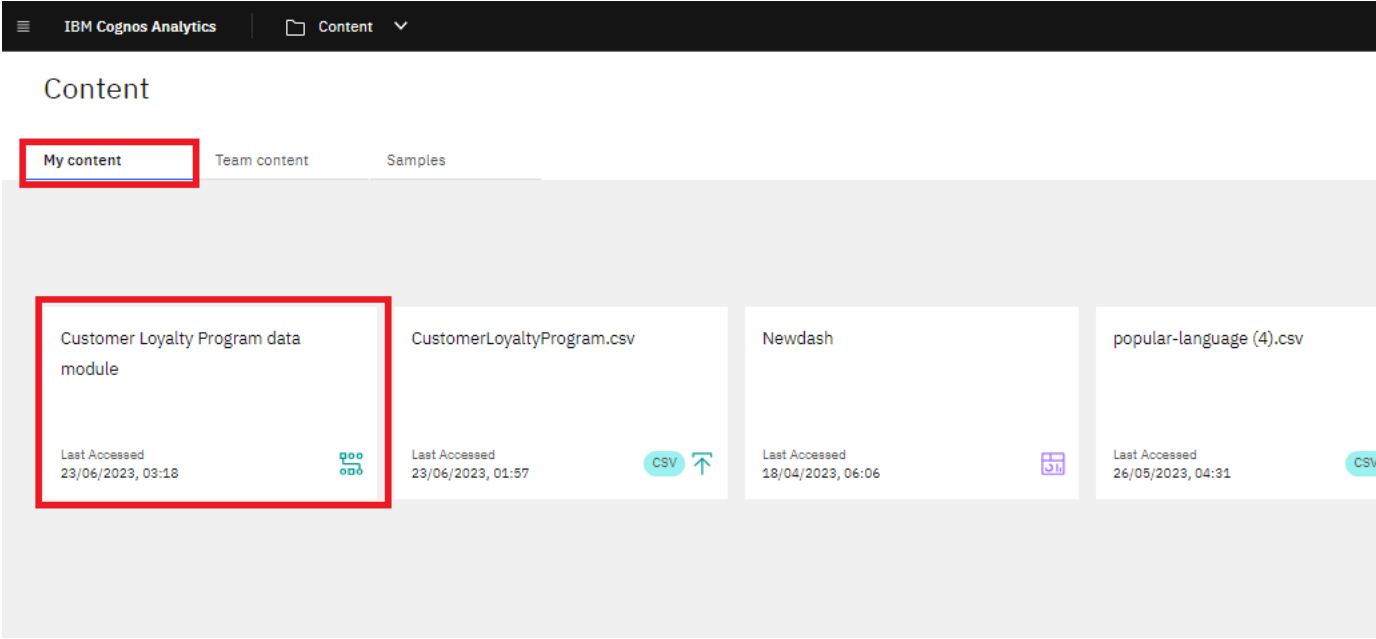 IBM Cognos Analytics
Content
Content
My content
Team content
Samples
Customer Loyalty Program data
module
Last Accessed
23/06/2023, 03:18
CustomerLoyaltyProgram.csv
Last Accessed
23/06/2023, 01:57
CSV
Newdash
Last Accessed
18/04/2023, 06:06
popular-language (4).csv
Last Accessed
26/05/2023, 04:31
CSV